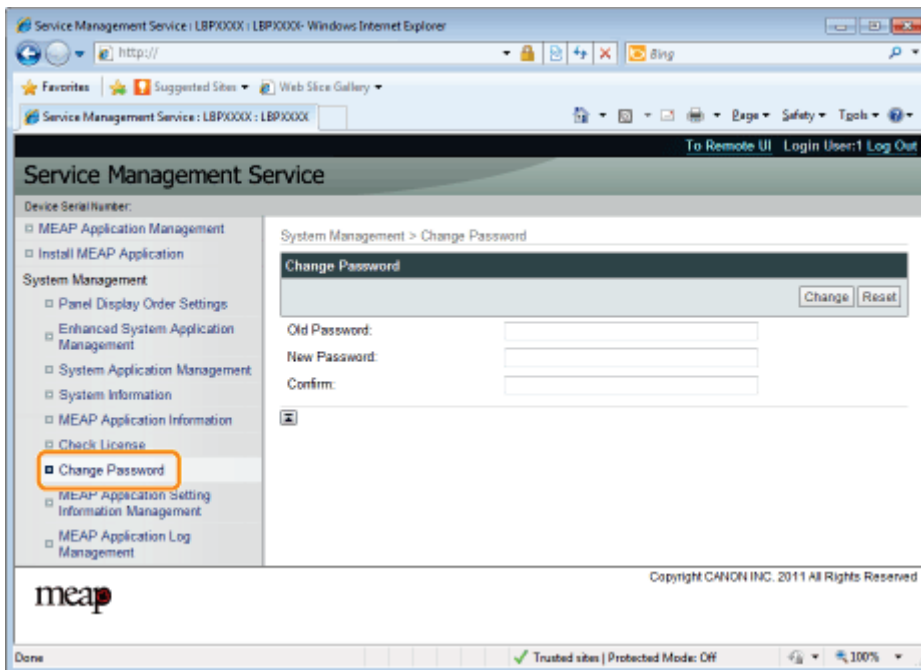 Service Management Service : LBPXXXX : LBPXXXX- Windows Internet Explorer
http://
Bing
Favorites Suggested Sites Web Slice Gallery
Service Management Service : LBPXXXX : LBPXXXX Page Safety Tools
To Remote UI Login User:1 Log Out
Service Management Service
Device Serial Number:
MEAP Application Management
Install MEAP Application
System Management
Panel Display Order Settings
Enhanced System Application
Management
System Application Management
System Information
MEAP Application Information
Check License
Change Password
MEAP Application Setting
Information Management
MEAP Application Log
Management
System Management > Change Password
Change Password
Change Reset
Old Password:
New Password:
Confirm:
Copyright CANON INC. 2011 All Rights Reserved
meap
Done Trusted sites | Protected Mode: Off 100%